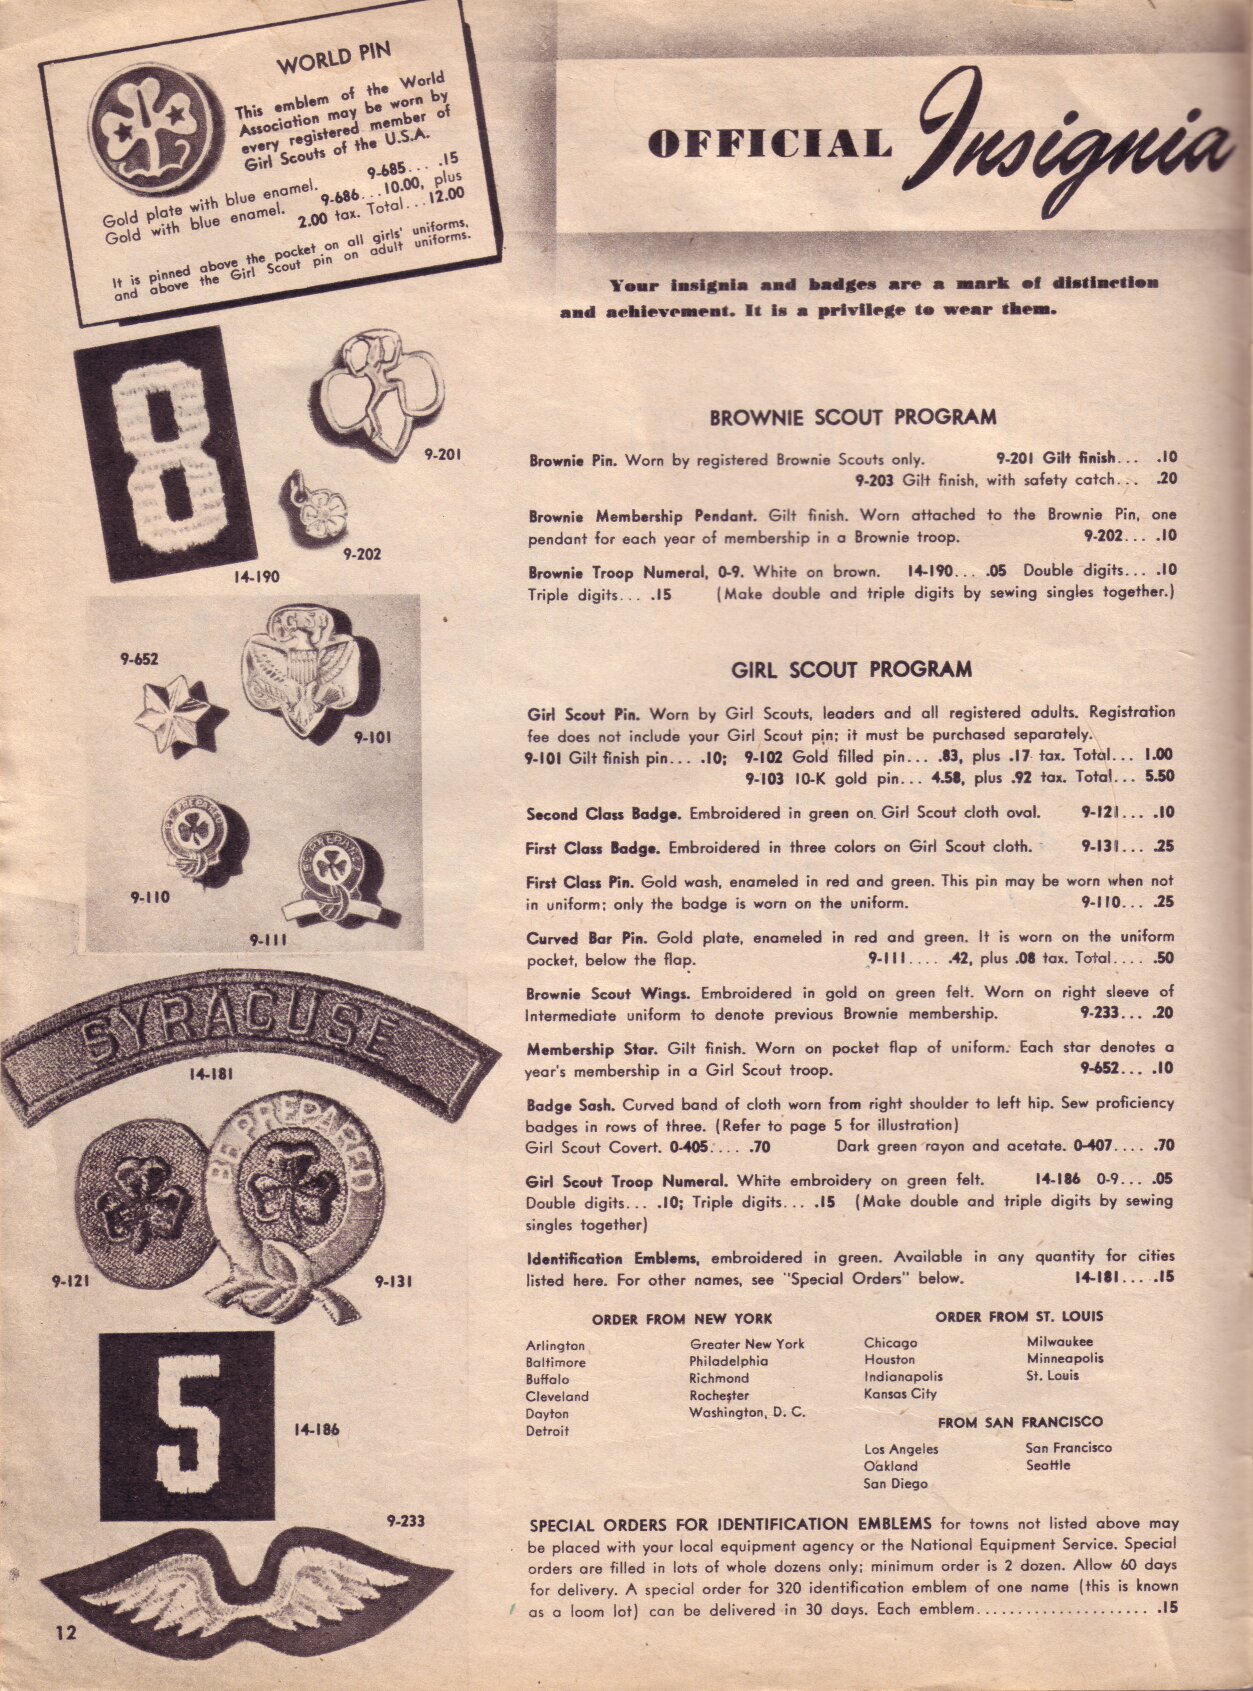 WORLD PIN
This emblem of the World
Association may be worn by
every registered member of
Girl Scouts of the U.S.A.
Gold plate with blue enamel. 9-685... .15
Gold with blue enamel. 9-686...10.00, plus
2.00 tax. Total...12.00
It is pinned above the pocket on all girls' uniforms,
and above the Girl Scout pin on adult uniforms.
OFFICIAL Insignia
Your insignia and badges are a mark of distinction
and achievement. It is a privilege to wear them.
8
14-190
9-201
9-202
9-652
GS
9-101
BE PREPARED
9-110
BE PREPARED
9-111
SYRACUSE
14-181
BE PREPARED
9-121
9-131
5
14-186
9-233
BROWNIE SCOUT PROGRAM
Brownie Pin. Worn by registered Brownie Scouts only. 9-201 Gilt finish... .10
9-203 Gilt finish, with safety catch... .20
Brownie Membership Pendant. Gilt finish. Worn attached to the Brownie Pin, one
pendant for each year of membership in a Brownie troop. 9-202... .10
Brownie Troop Numeral, 0-9. White on brown. 14-190... .05 Double digits... .10
Triple digits... .15 (Make double and triple digits by sewing singles together.)
GIRL SCOUT PROGRAM
Girl Scout Pin. Worn by Girl Scouts, leaders and all registered adults. Registration
fee does not include your Girl Scout pin; it must be purchased separately.
9-101 Gilt finish pin... .10; 9-102 Gold filled pin... .83, plus .17 tax. Total... 1.00
9-103 10-K gold pin... 4.58, plus .92 tax. Total... 5.50
Second Class Badge. Embroidered in green on Girl Scout cloth oval. 9-121... .10
First Class Badge. Embroidered in three colors on Girl Scout cloth. 9-131... .25
First Class Pin. Gold wash, enameled in red and green. This pin may be worn when not
in uniform; only the badge is worn on the uniform. 9-110... .25
Curved Bar Pin. Gold plate, enameled in red and green. It is worn on the uniform
pocket, below the flap. 9-111.... .42, plus .08 tax. Total.... .50
Brownie Scout Wings. Embroidered in gold on green felt. Worn on right sleeve of
Intermediate uniform to denote previous Brownie membership. 9-233... .20
Membership Star. Gilt finish. Worn on pocket flap of uniform. Each star denotes a
year's membership in a Girl Scout troop. 9-652... .10
Badge Sash. Curved band of cloth worn from right shoulder to left hip. Sew proficiency
badges in rows of three. (Refer to page 5 for illustration)
Girl Scout Covert. 0-405.... .70 Dark green rayon and acetate. 0-407.... .70
Girl Scout Troop Numeral. White embroidery on green felt. 14-186 0-9... .05
Double digits... .10; Triple digits... .15 (Make double and triple digits by sewing
singles together)
Identification Emblems, embroidered in green. Available in any quantity for cities
listed here. For other names, see "Special Orders" below. 14-181... .15
ORDER FROM NEW YORK
Arlington
Baltimore
Buffalo
Cleveland
Dayton
Detroit
Greater New York
Philadelphia
Richmond
Rochester
Washington, D. C.
ORDER FROM ST. LOUIS
Chicago
Houston
Indianapolis
Kansas City
Milwaukee
Minneapolis
St. Louis
FROM SAN FRANCISCO
Los Angeles
Oakland
San Diego
San Francisco
Seattle
SPECIAL ORDERS FOR IDENTIFICATION EMBLEMS for towns not listed above may
be placed with your local equipment agency or the National Equipment Service. Special
orders are filled in lots of whole dozens only; minimum order is 2 dozen. Allow 60 days
for delivery. A special order for 320 identification emblem of one name (this is known
as a loom lot) can be delivered in 30 days. Each emblem..................... .15
12